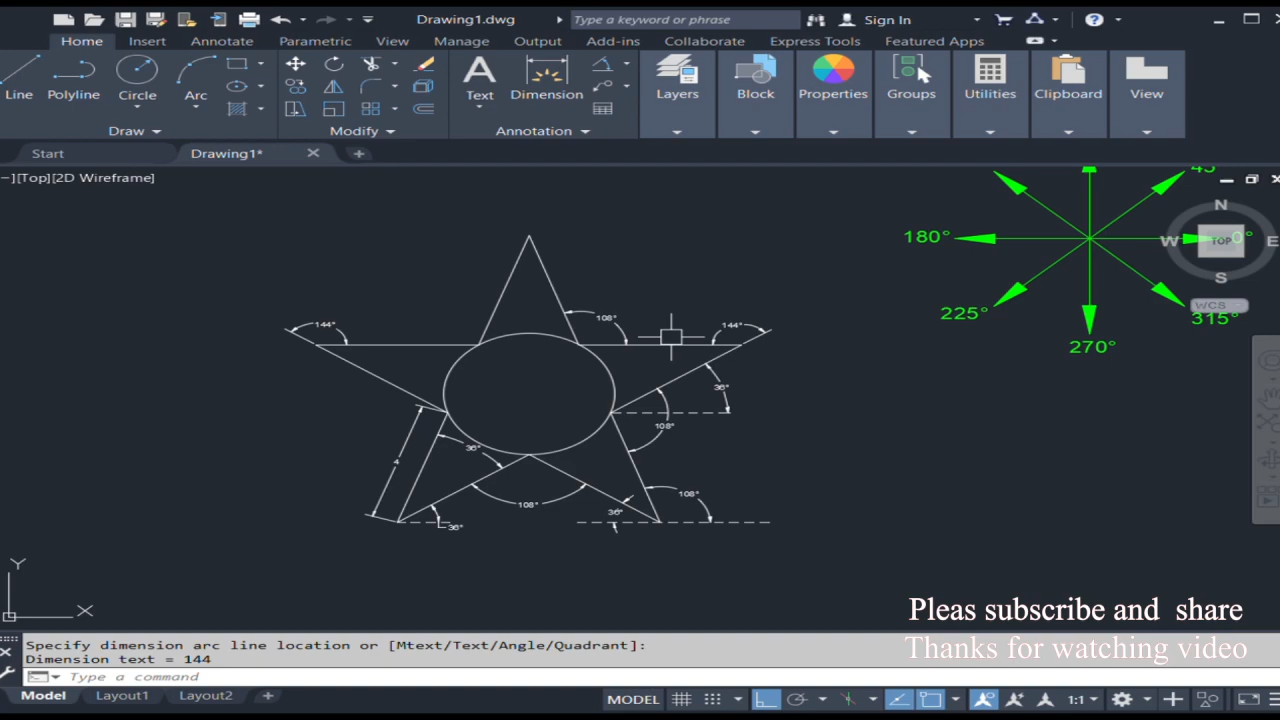 Drawing1.dwg
Type a keyword or phrase
Sign In
Home Insert Annotate Parametric View Manage Output Add-ins Collaborate Express Tools Featured Apps
Line Polyline Circle Arc Text Dimension Layers Block Properties Groups Utilities Clipboard View
Draw Modify Annotation
Start Drawing1*
−][Top][2D Wireframe]
45
180°
0°
225°
315°
270°
N
W TOP E
S
WCS
144° 108° 144°
36°
108°
4 36°
108° 36° 108°
36°
Y
X
Pleas subscribe and share
Thanks for watching video
Specify dimension arc line location or [Mtext/Text/Angle/Quadrant]:
Dimension text = 144
Type a command
Model Layout1 Layout2 + MODEL 1:1